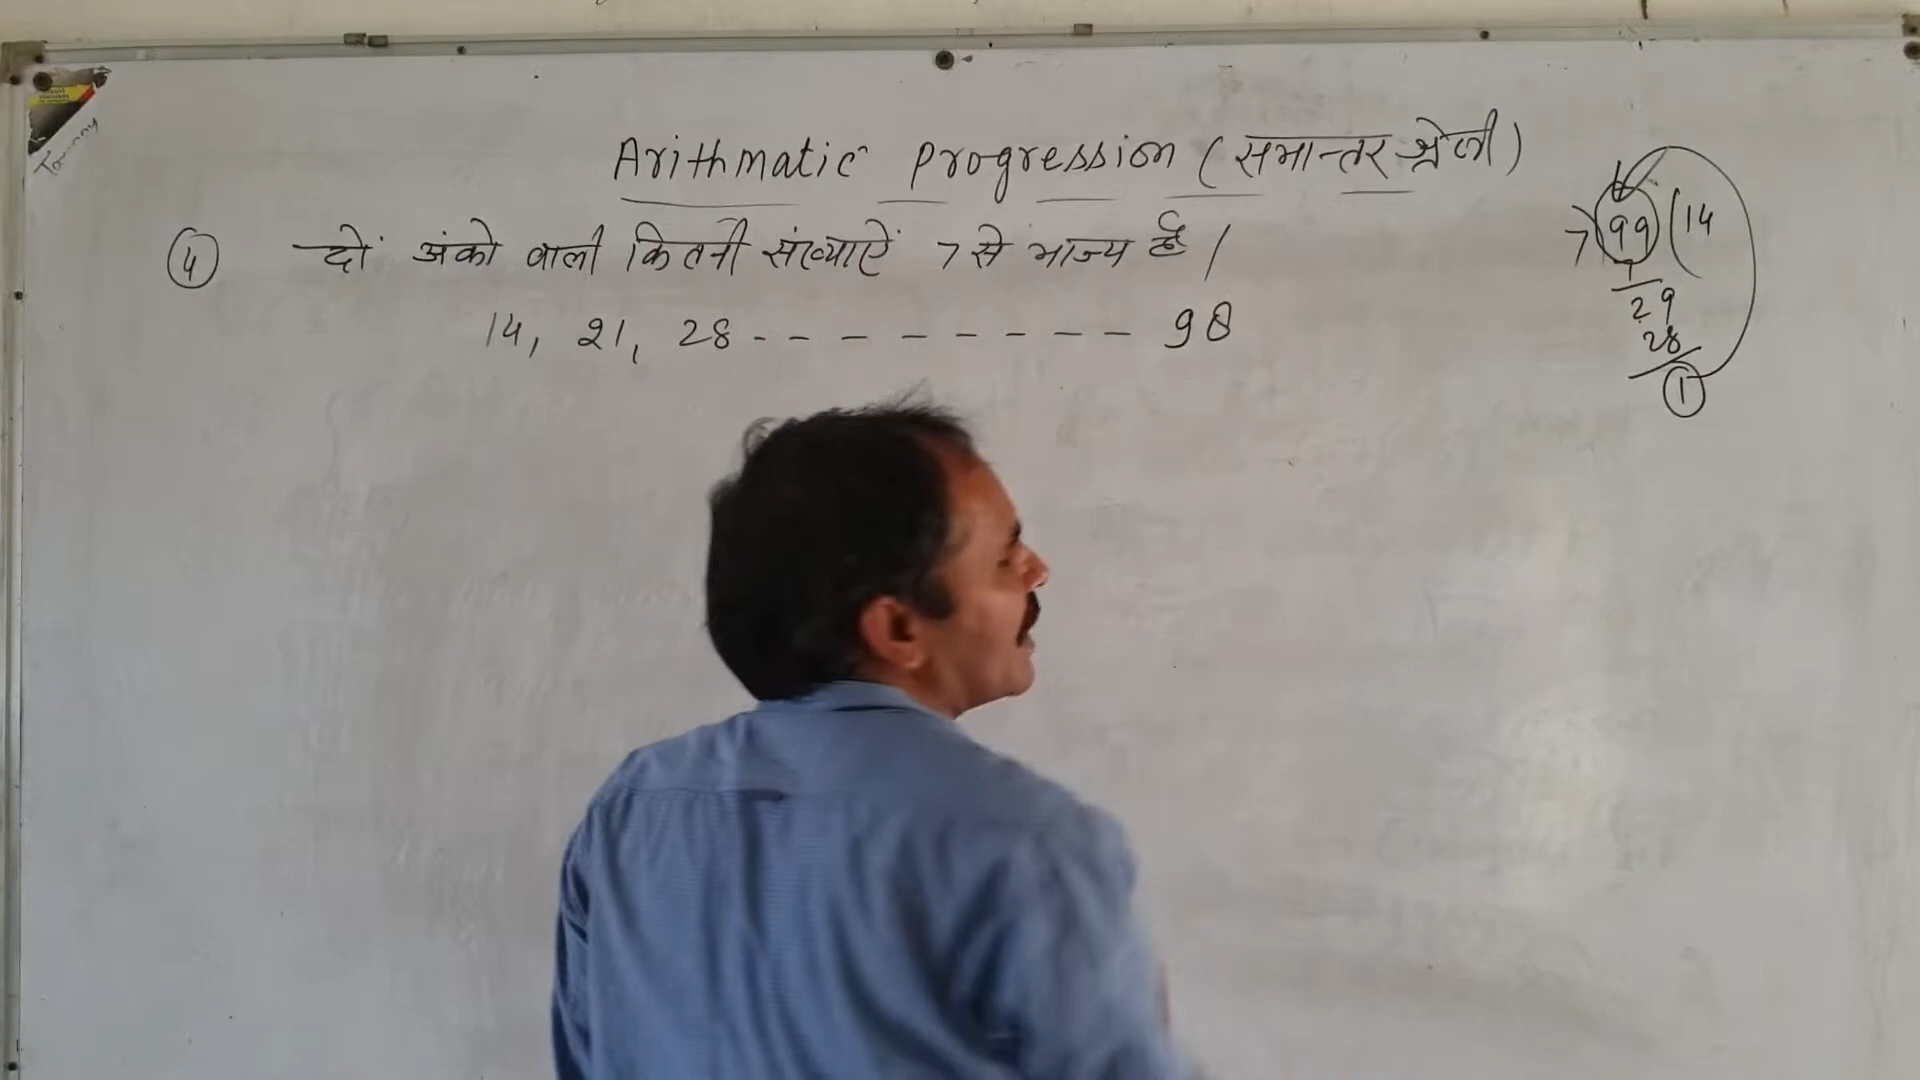 Arithmatic Progression (समान्तर श्रेणी)
④ दो अंको वाली कितनी संख्याऐं 7 से भाज्य हैं।
14, 21, 28 - - - - - - - - 98
7) 99 (14
7
29
28
1